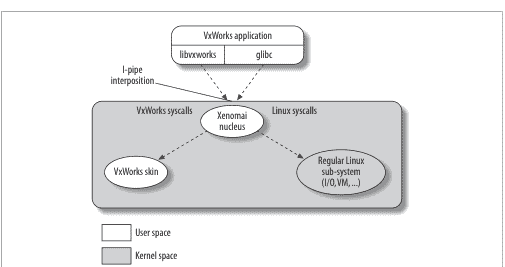 VxWorks application
libvxworks
glibc
I-pipe
interposition
VxWorks syscalls
Xenomai
nucleus
Linux syscalls
VxWorks skin
Regular Linux
sub-system
(I/O, VM, ...)
User space
Kernel space